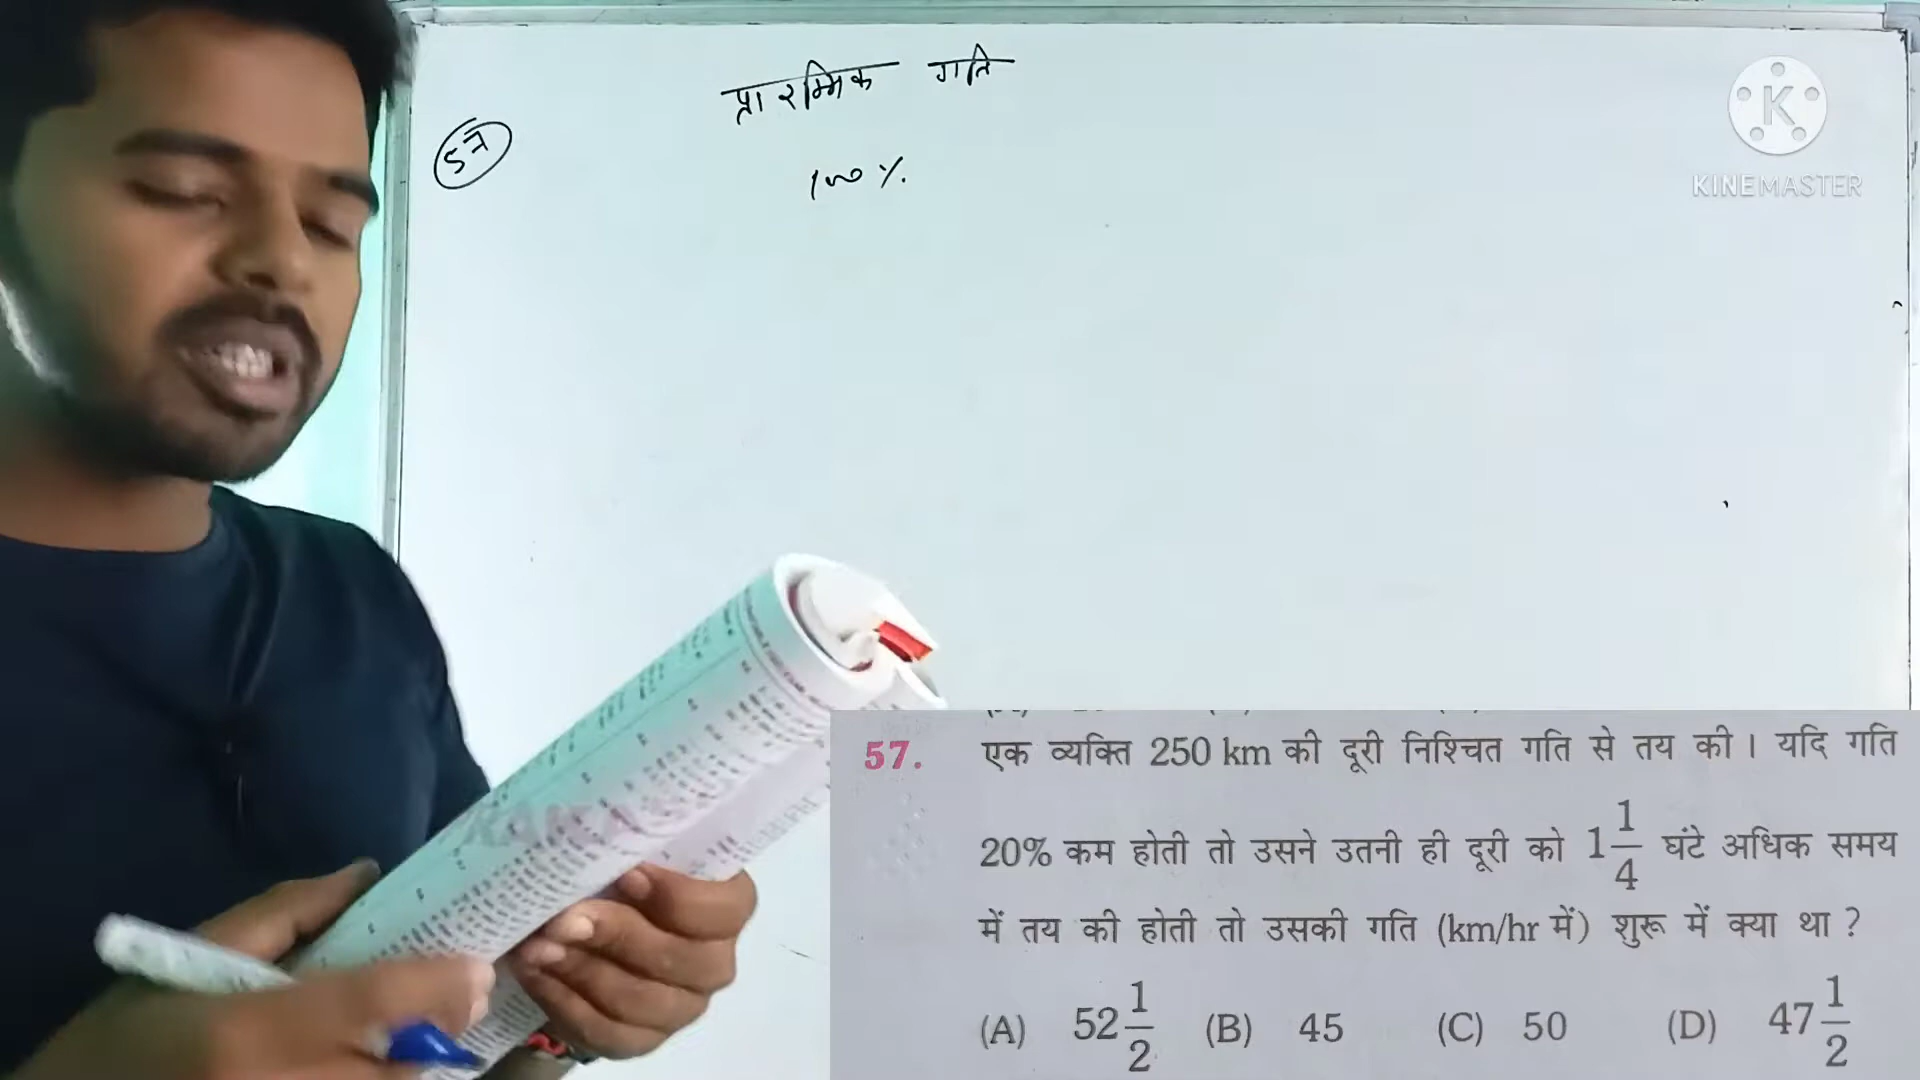 प्रारम्भिक गति
57
100 %.
KINEMASTER
57. एक व्यक्ति 250 km की दूरी निश्चित गति से तय की। यदि गति
20% कम होती तो उसने उतनी ही दूरी को 1 1/4 घंटे अधिक समय
में तय की होती तो उसकी गति (km/hr में) शुरू में क्या था ?
(A) 52 1/2 (B) 45 (C) 50 (D) 47 1/2